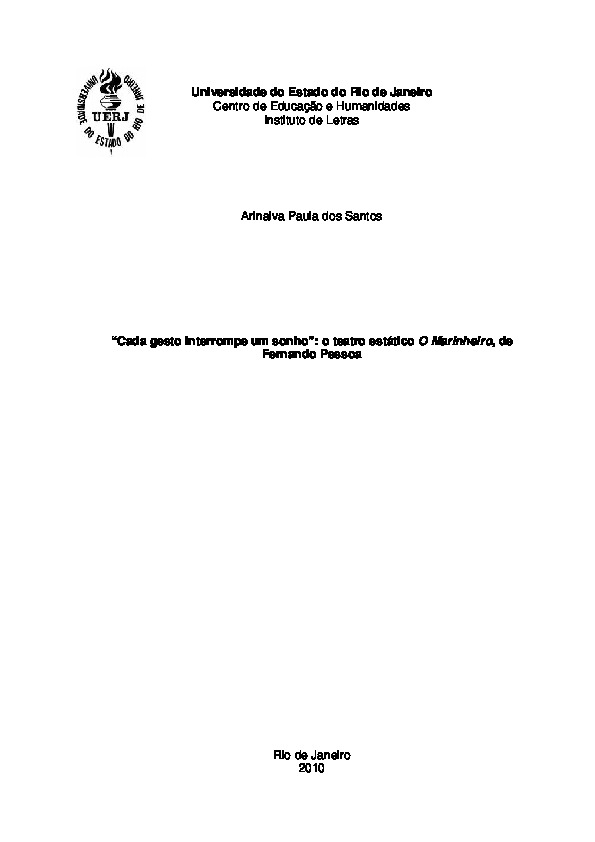 Universidade do Estado do Rio de Janeiro
Centro de Educação e Humanidades
Instituto de Letras
UNIVERSIDADE DO ESTADO DO RIO DE JANEIRO
UERJ
Arinalva Paula dos Santos
“Cada gesto interrompe um sonho”: o teatro estático O Marinheiro, de
Fernando Pessoa
Rio de Janeiro
2010